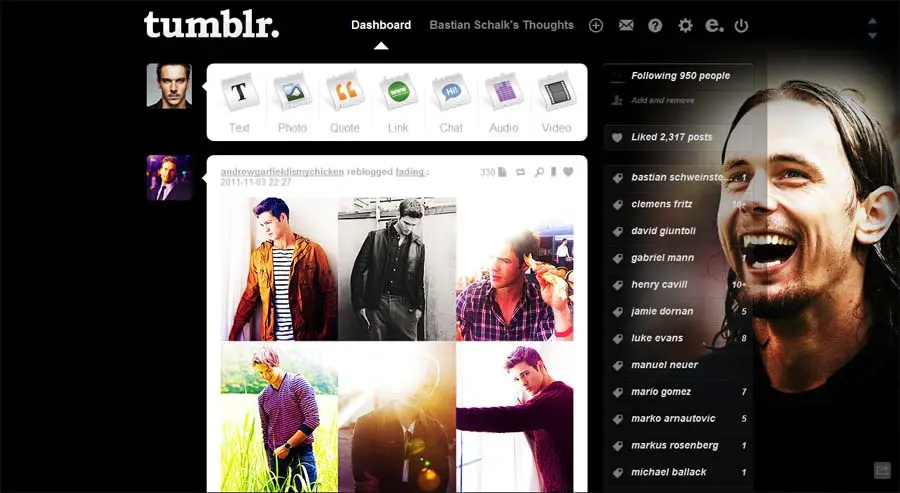 tumblr.
Dashboard
Bastian Schalk's Thoughts
Following 950 people
Add and remove
Liked 2,317 posts
T
www
Hi!
Text
Photo
Quote
Link
Chat
Audio
Video
andrewgarfieldismychicken reblogged fading-:
2011-11-03 22:27
330
bastian schweinste... 1
clemens fritz 10+
david giuntoli
gabriel mann
henry cavill 10+
jamie dornan 5
luke evans 8
manuel neuer
mario gomez 7
marko arnautovic 5
markus rosenberg 1
michael ballack 1